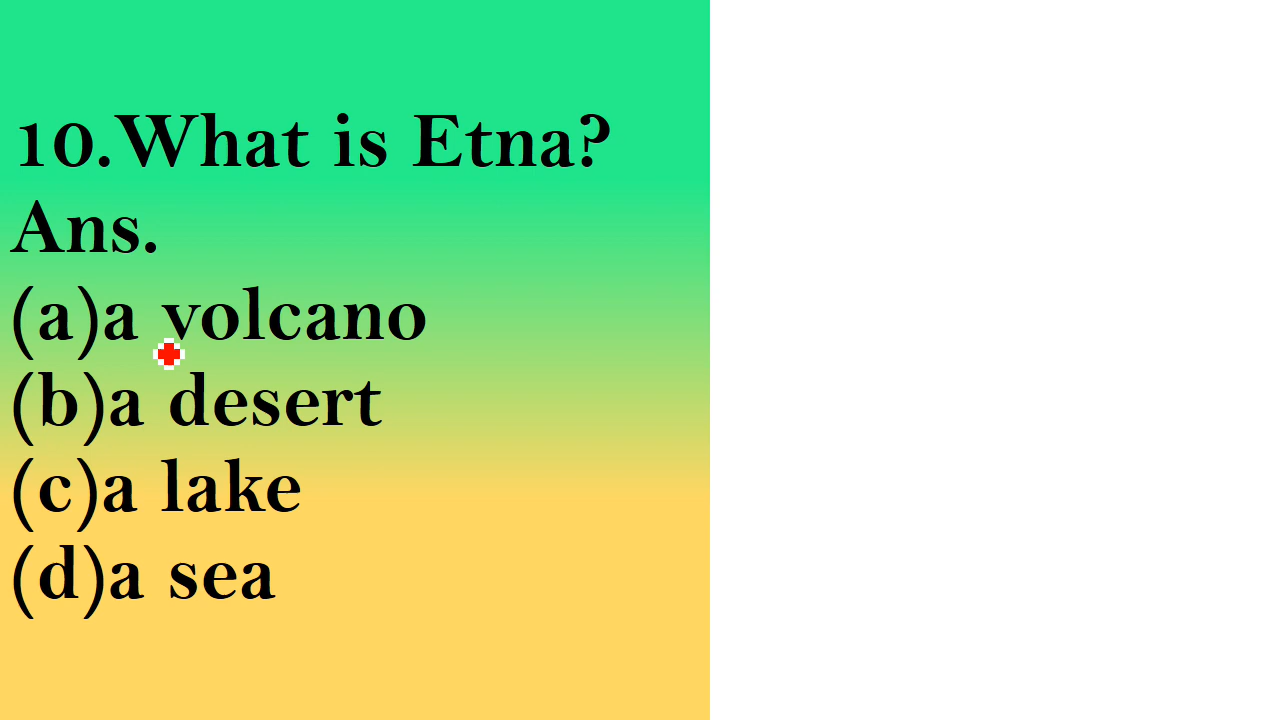 10.What is Etna?
Ans.
(a)a volcano
(b)a desert
(c)a lake
(d)a sea